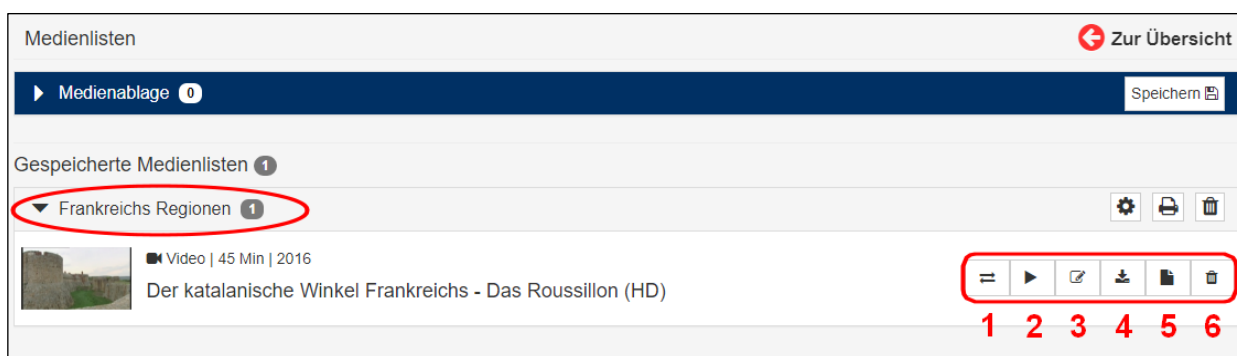 Medienlisten
Zur Übersicht
Medienablage 0
Speichern
Gespeicherte Medienlisten 1
Frankreichs Regionen 1
Video | 45 Min | 2016
Der katalanische Winkel Frankreichs - Das Roussillon (HD)
1 2 3 4 5 6